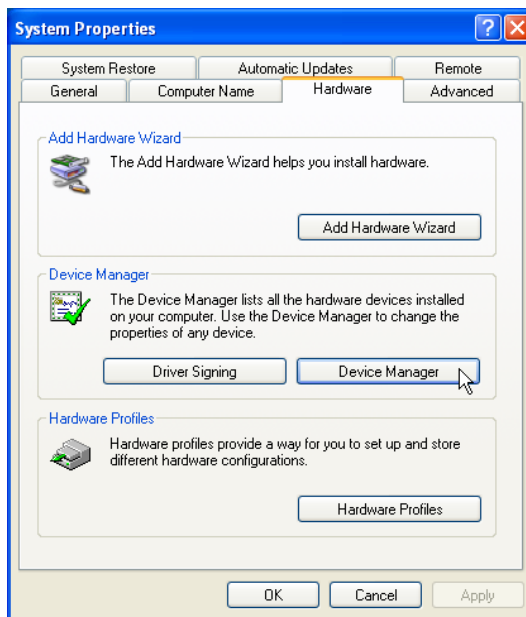 System Properties
System Restore Automatic Updates Remote
General Computer Name Hardware Advanced
Add Hardware Wizard
The Add Hardware Wizard helps you install hardware.
Add Hardware Wizard
Device Manager
The Device Manager lists all the hardware devices installed
on your computer. Use the Device Manager to change the
properties of any device.
Driver Signing Device Manager
Hardware Profiles
Hardware profiles provide a way for you to set up and store
different hardware configurations.
Hardware Profiles
OK Cancel Apply